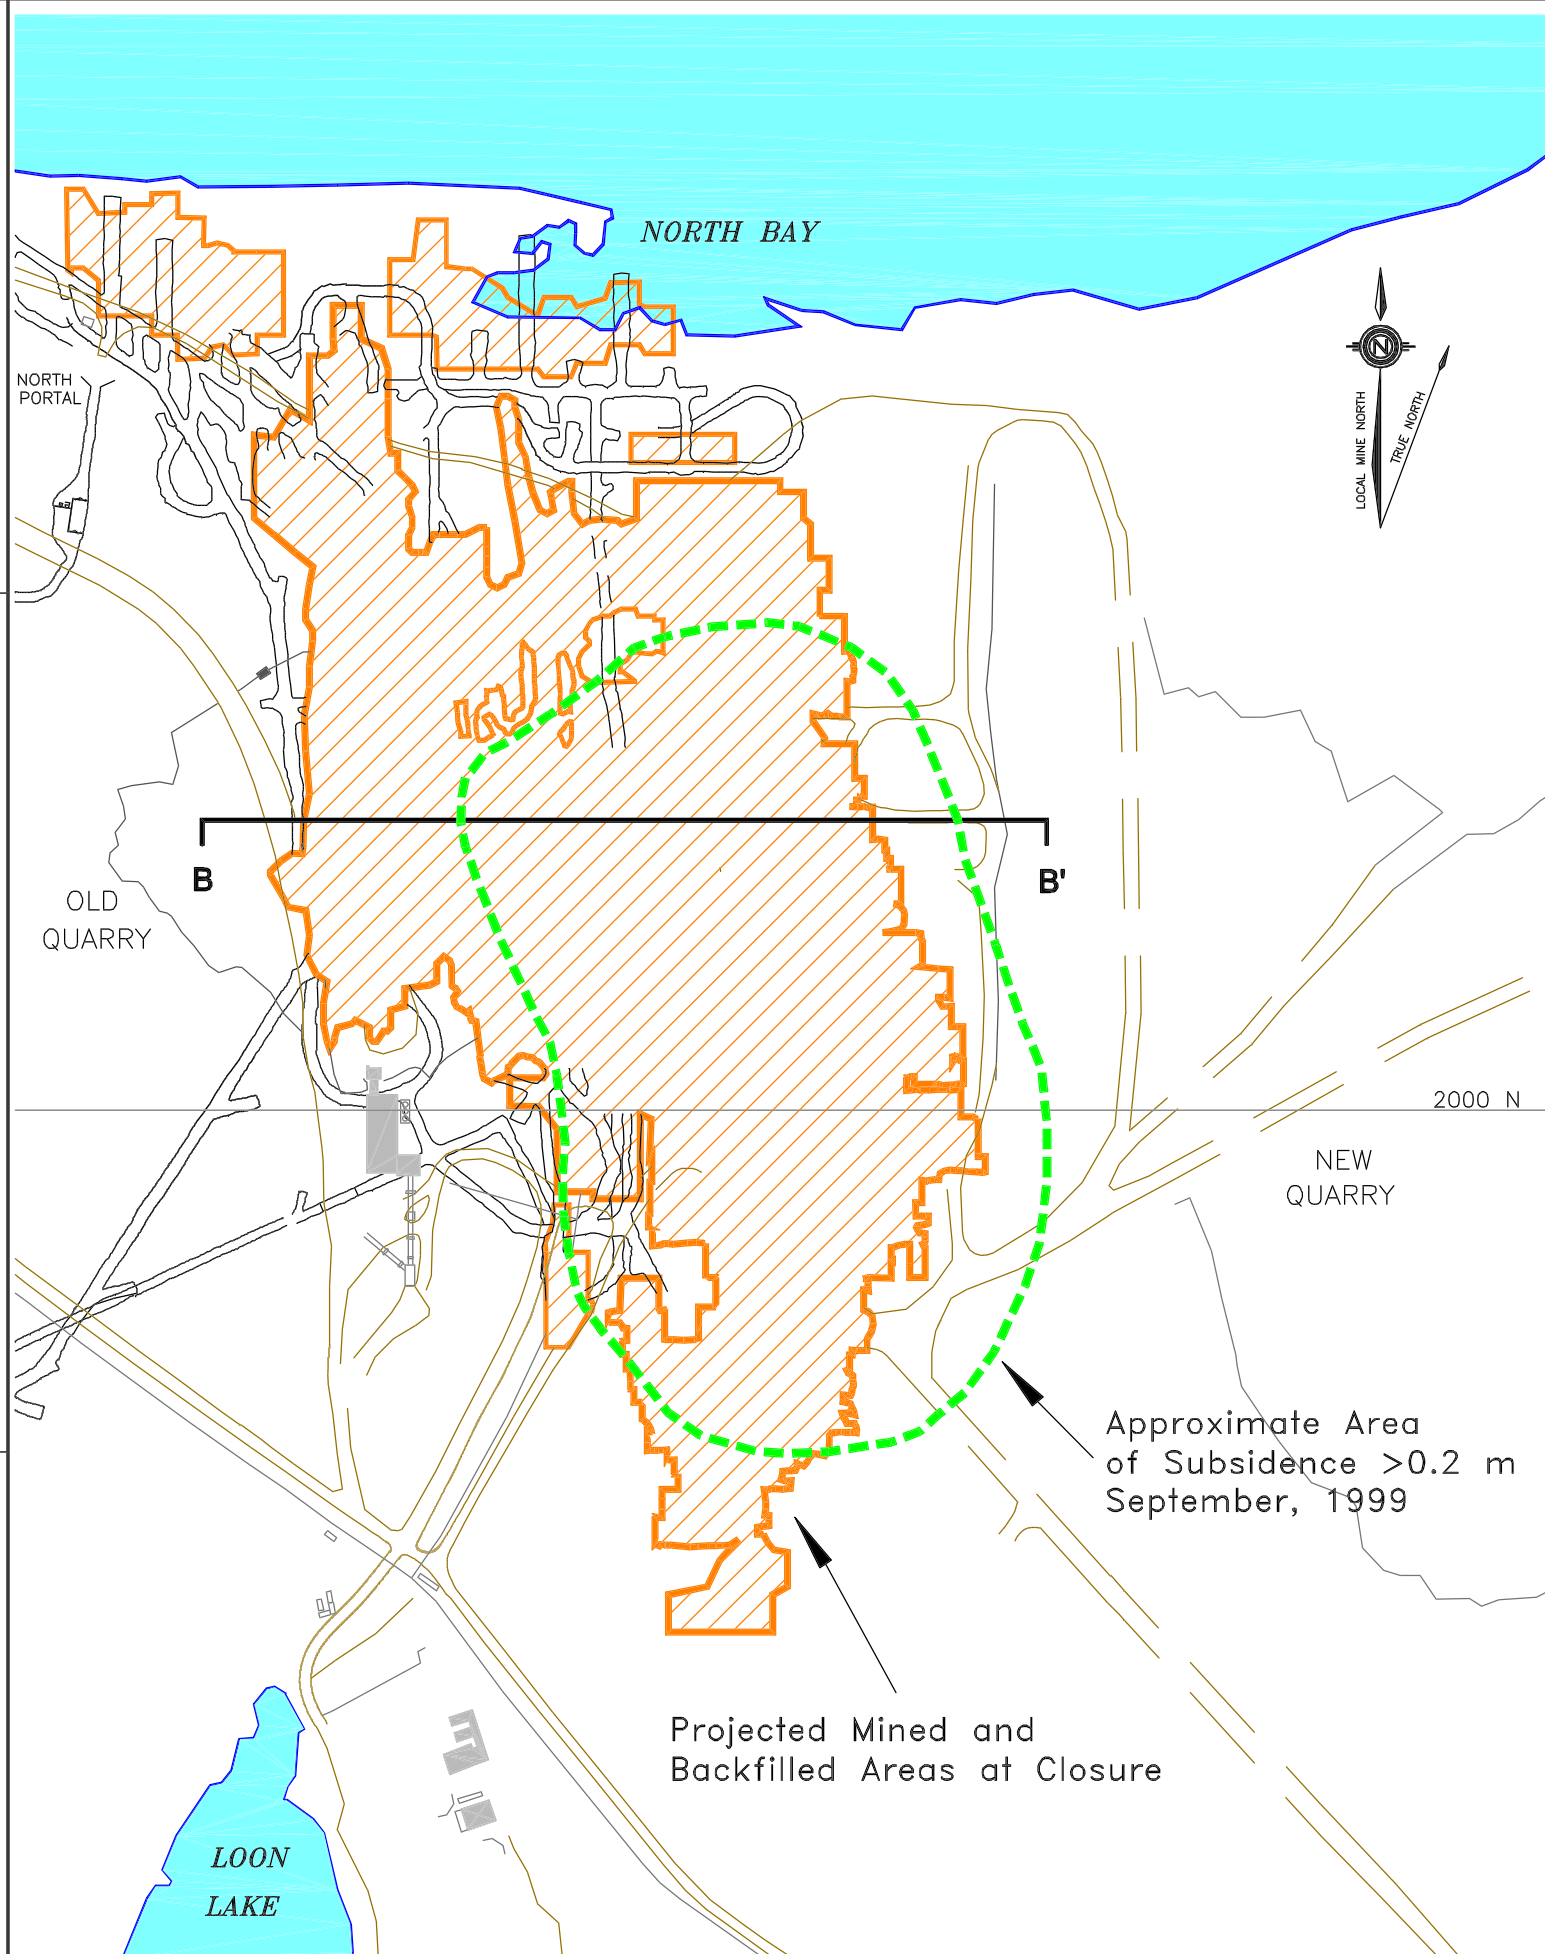 NORTH BAY
N
LOCAL MINE NORTH
TRUE NORTH
NORTH
PORTAL
B
B'
OLD
QUARRY
2000 N
NEW
QUARRY
Approximate Area
of Subsidence >0.2 m
September, 1999
Projected Mined and
Backfilled Areas at Closure
LOON
LAKE